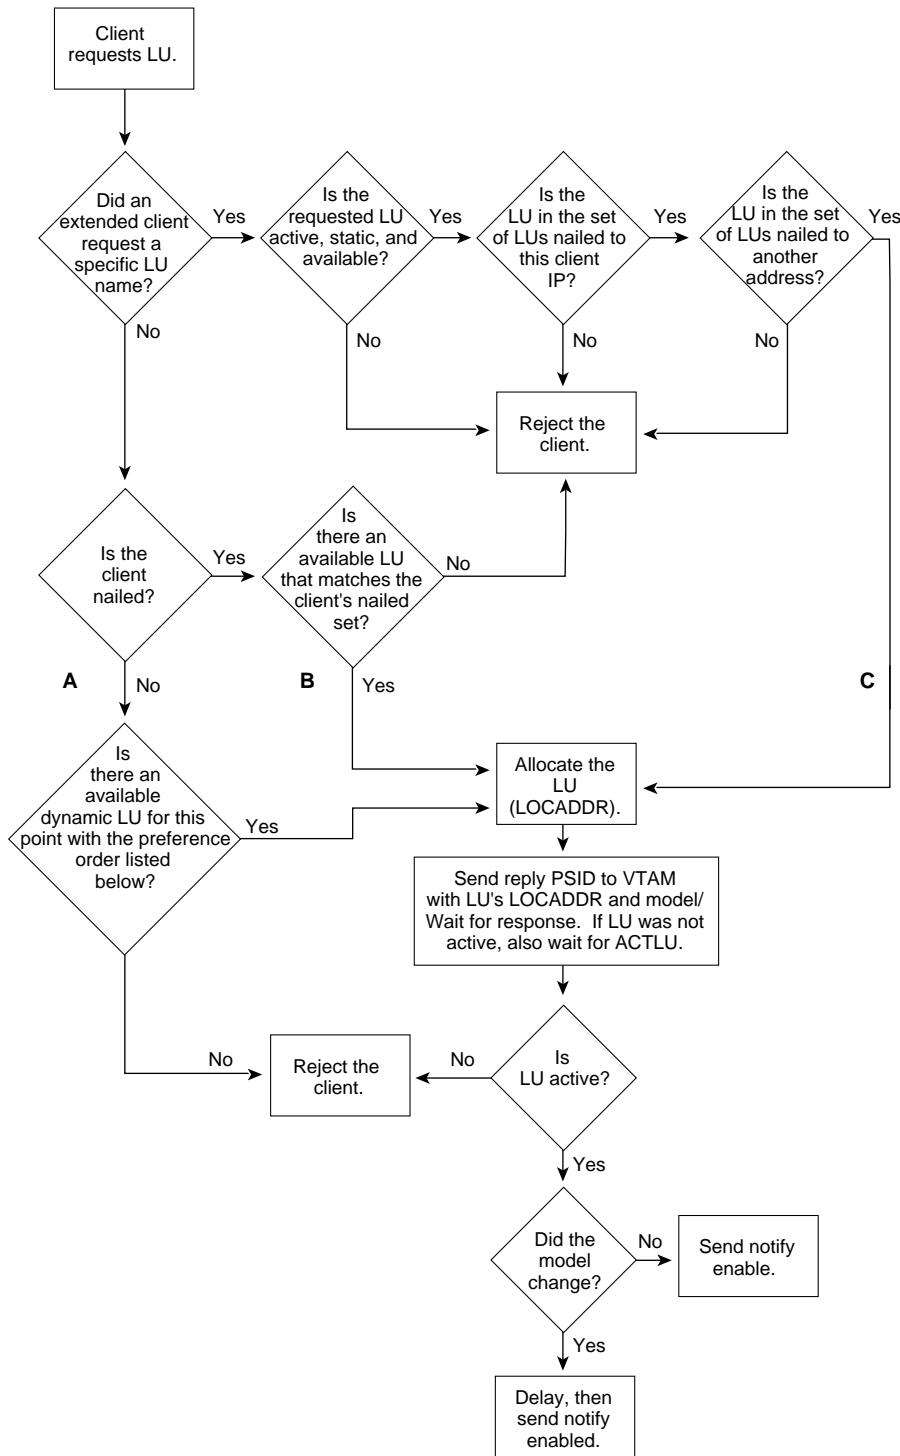 Client
requests LU.
Did an
extended client
request a
specific LU
name?
Yes
No
Is the
requested LU
active, static, and
available?
Yes
No
Is the
LU in the set
of LUs nailed to
this client
IP?
Yes
No
Is the
LU in the set
of LUs nailed to
another
address?
Yes
No
Reject the
client.
Is the
client
nailed?
Yes
No
Is
there an
available LU
that matches the
client's nailed
set?
No
Yes
A
B
C
Is
there an
available
dynamic LU for this
point with the preference
order listed
below?
Yes
No
Allocate the
LU
(LOCADDR).
Send reply PSID to VTAM
with LU's LOCADDR and model/
Wait for response. If LU was not
active, also wait for ACTLU.
Reject the
client.
No
Is
LU active?
Yes
Did the
model
change?
No
Send notify
enable.
Yes
Delay, then
send notify
enabled.